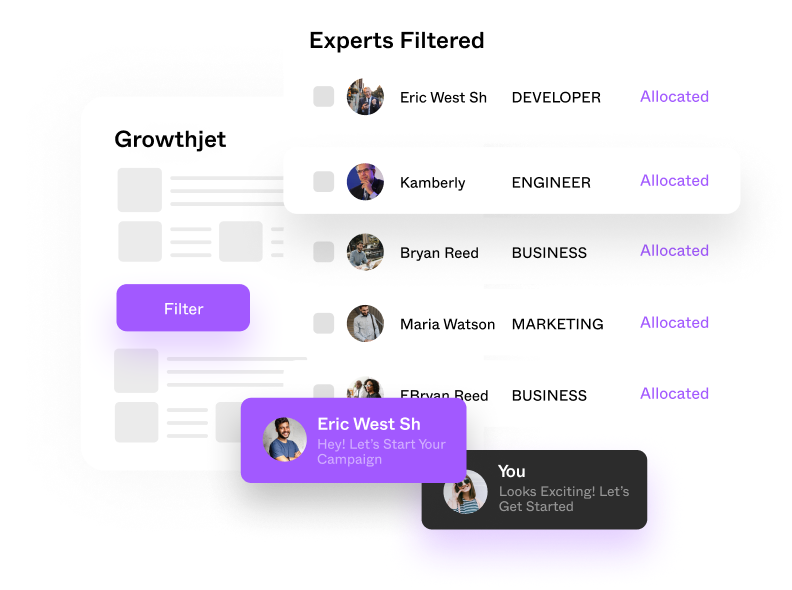 Experts Filtered
Eric West Sh DEVELOPER Allocated
Growthjet
Kamberly ENGINEER Allocated
Bryan Reed BUSINESS Allocated
Filter
Maria Watson MARKETING Allocated
EBryan Reed BUSINESS Allocated
Eric West Sh
Hey! Let's Start Your
Campaign
You
Looks Exciting! Let's
Get Started